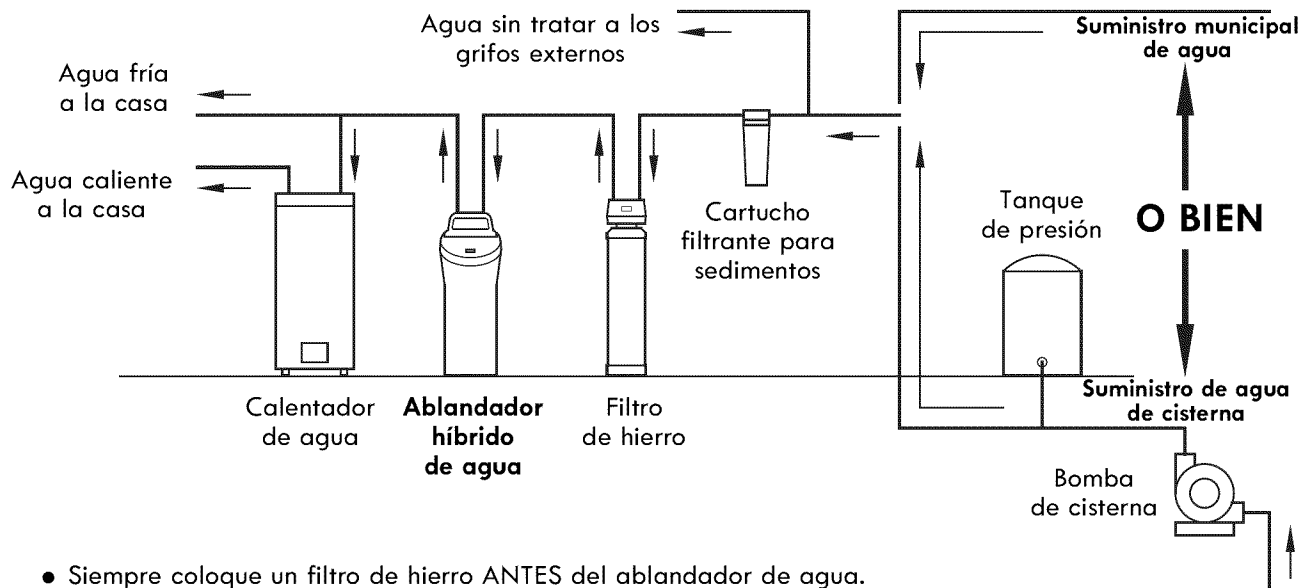 Agua sin tratar a los
grifos externos
Suministro municipal
de agua
Agua fría
a la casa
Agua caliente
a la casa
Cartucho
filtrante para
sedimentos
Tanque
de presión
O BIEN
Suministro de agua
de cisterna
Calentador
de agua
Ablandador
híbrido
de agua
Filtro
de hierro
Bomba
de cisterna
● Siempre coloque un filtro de hierro ANTES del ablandador de agua.